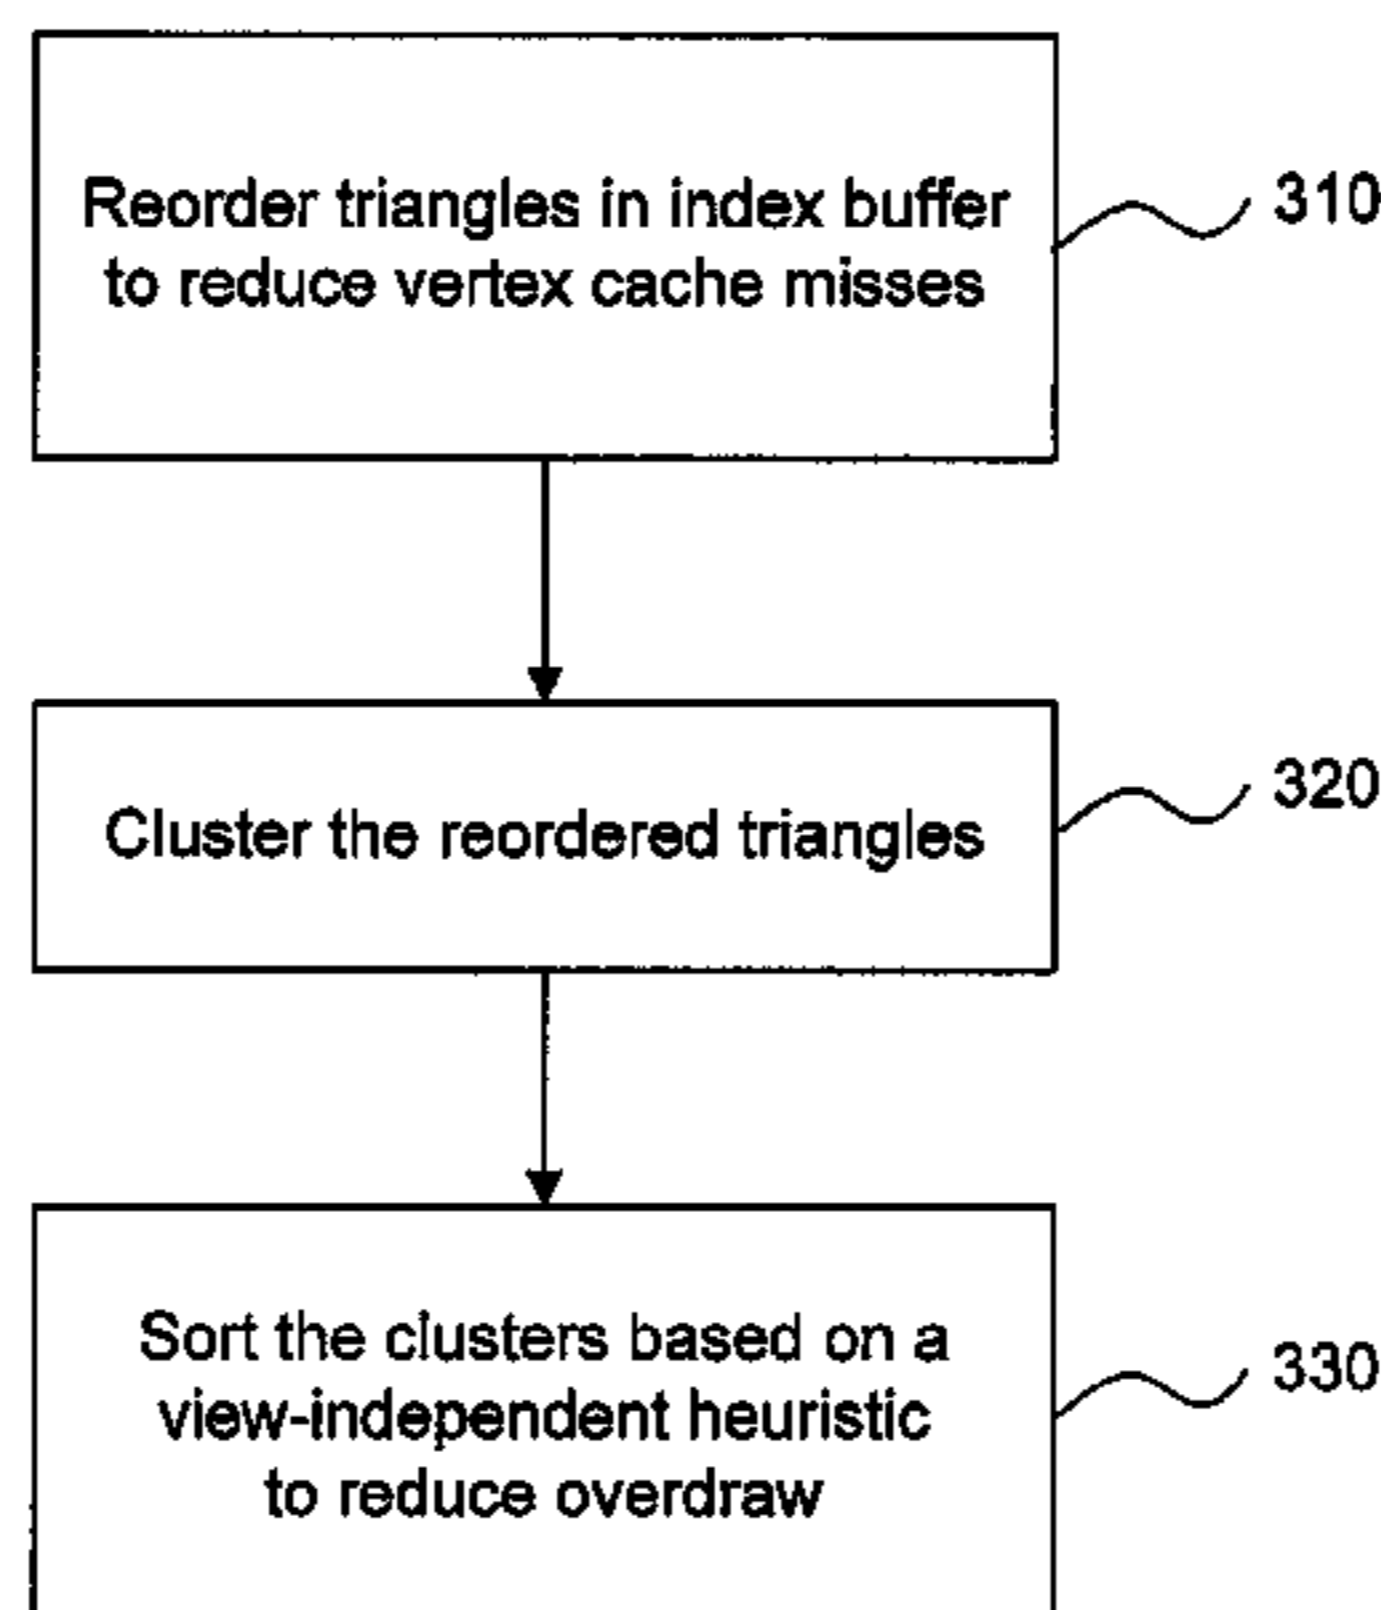 Reorder triangles in index buffer
to reduce vertex cache misses
310
Cluster the reordered triangles
320
Sort the clusters based on a
view-independent heuristic
to reduce overdraw
330